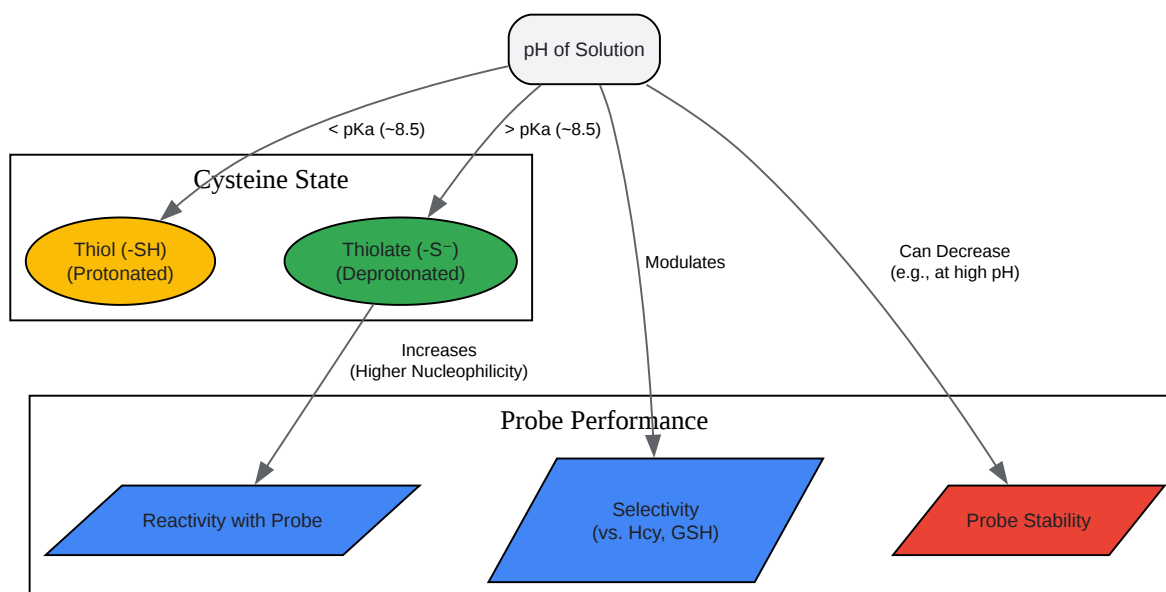 pH of Solution
< pKa (~8.5)
> pKa (~8.5)
Cysteine State
Thiol (-SH)
(Protonated)
Thiolate (-S⁻)
(Deprotonated)
Modulates
Can Decrease
(e.g., at high pH)
Increases
(Higher Nucleophilicity)
Probe Performance
Reactivity with Probe
Selectivity
(vs. Hcy, GSH)
Probe Stability